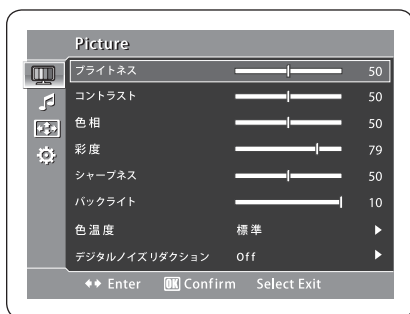 Picture
ブライトネス 50
コントラスト 50
色相 50
彩度 79
シャープネス 50
バックライト 10
色温度 標準
デジタルノイズリダクション Off
Enter OK Confirm Select Exit